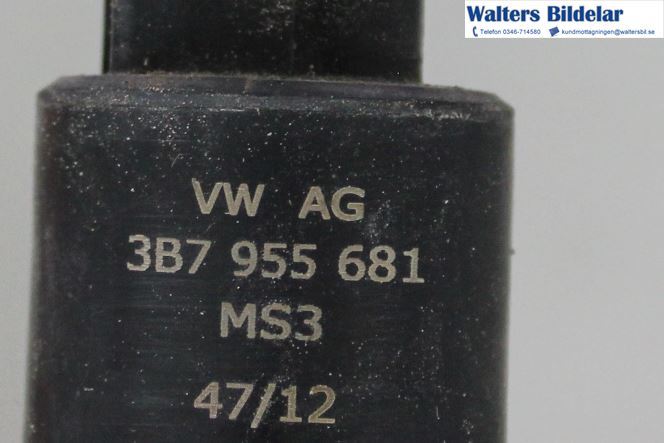 Walters Bildelar
Telefon 0346-714580 kundmottagningen@waltersbil.se
VW AG
3B7 955 681
MS3
47/12